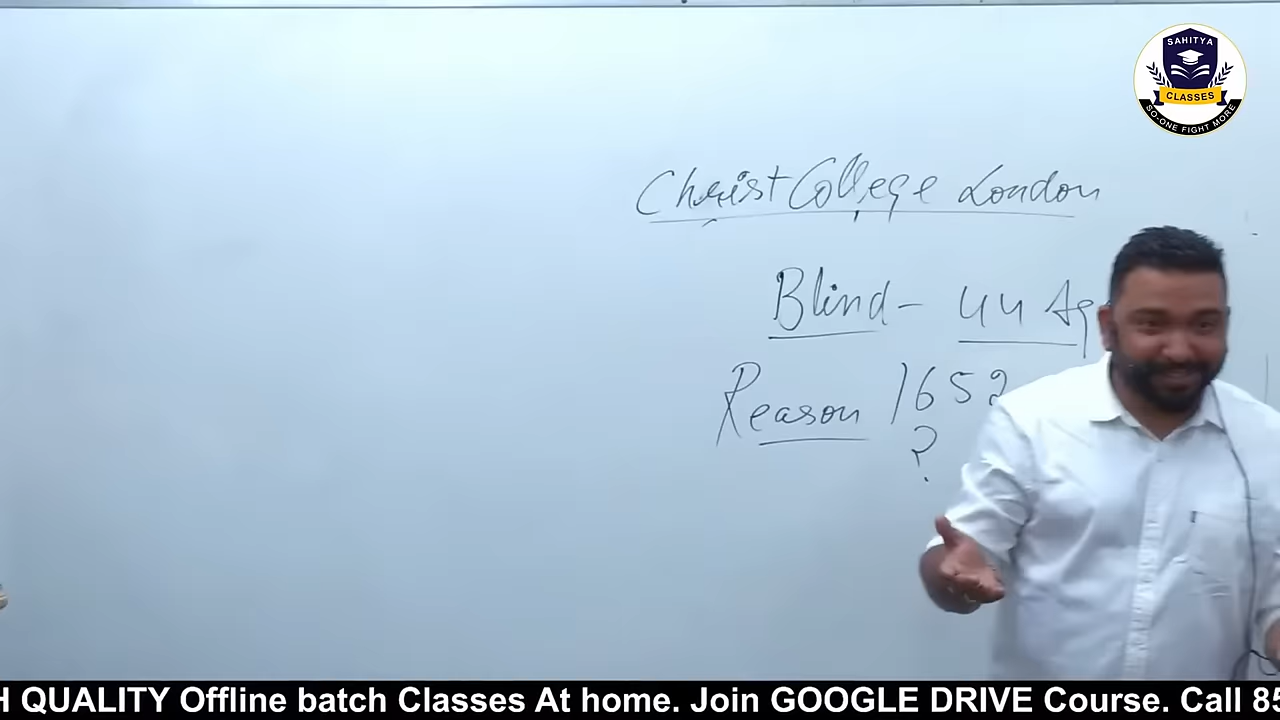 SAHITYA
CLASSES
SO-ONE FIGHT MORE
Christ College London
Blind - 44 Ag
Reason 1652
?
H QUALITY Offline batch Classes At home. Join GOOGLE DRIVE Course. Call 85